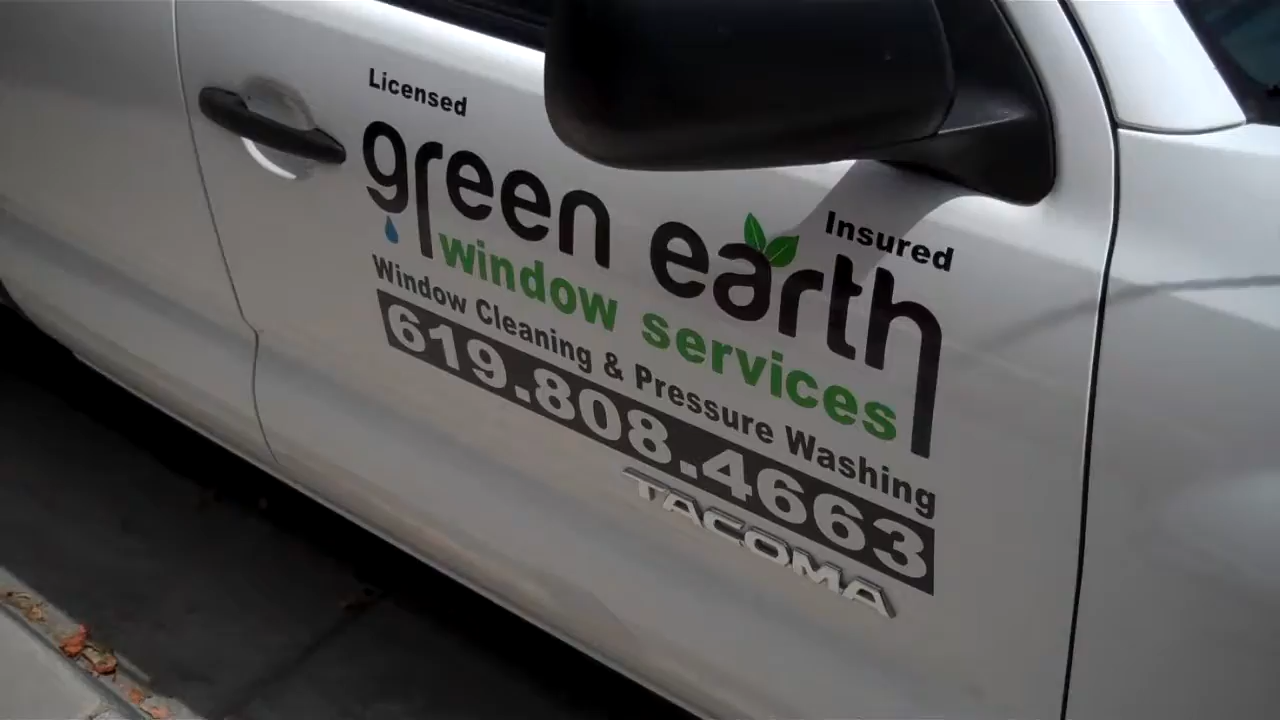 Licensed
green earth
Insured
window services
Window Cleaning & Pressure Washing
619.808.4663
TACOMA